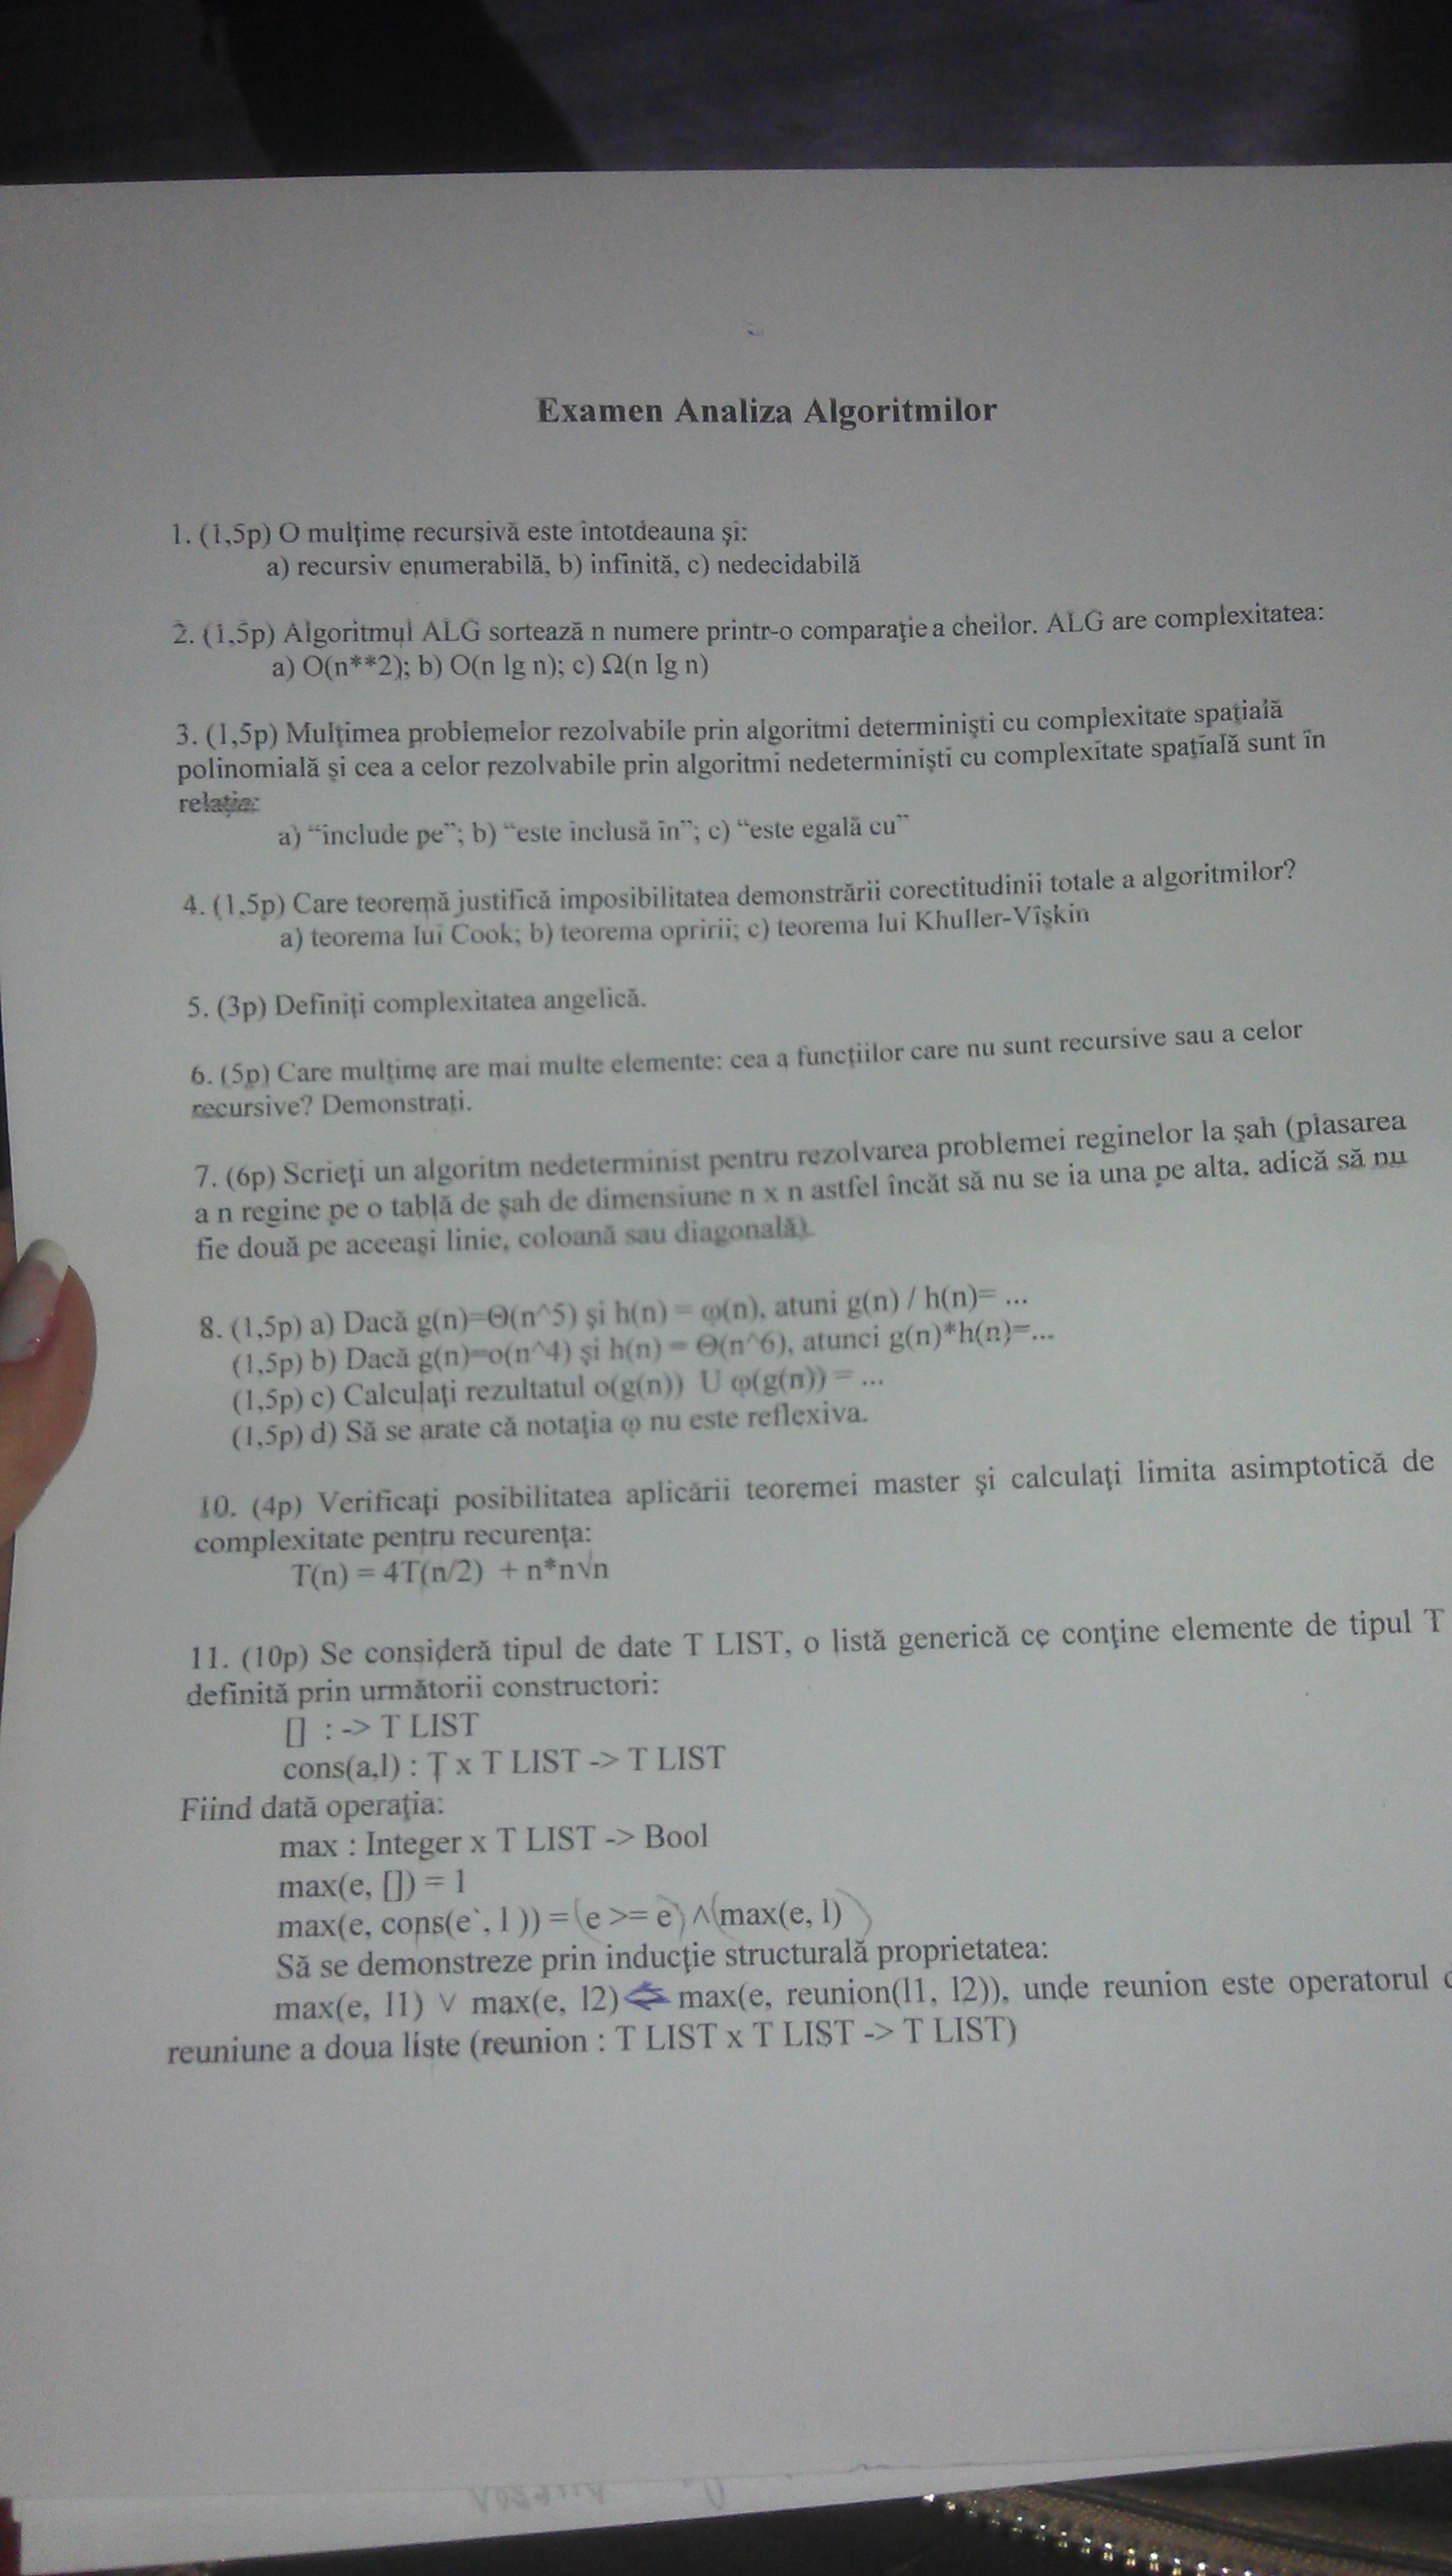 Examen Analiza Algoritmilor
1. (1,5p) O mulţime recursivă este întotdeauna şi:
a) recursiv enumerabilă, b) infinită, c) nedecidabilă
2. (1,5p) Algoritmul ALG sortează n numere printr-o comparaţie a cheilor. ALG are complexitatea:
a) O(n**2); b) O(n lg n); c) Ω(n lg n)
3. (1,5p) Mulţimea problemelor rezolvabile prin algoritmi determinişti cu complexitate spaţială
polinomială şi cea a celor rezolvabile prin algoritmi nedeterminişti cu complexitate spaţială sunt în
relaţia:
a) “include pe”; b) “este inclusă în”; c) “este egală cu”
4. (1,5p) Care teoremă justifică imposibilitatea demonstrării corectitudinii totale a algoritmilor?
a) teorema lui Cook; b) teorema opririi; c) teorema lui Khuller-Vîşkin
5. (3p) Definiţi complexitatea angelică.
6. (5p) Care mulţime are mai multe elemente: cea a funcţiilor care nu sunt recursive sau a celor
recursive? Demonstraţi.
7. (6p) Scrieţi un algoritm nedeterminist pentru rezolvarea problemei reginelor la şah (plasarea
a n regine pe o tablă de şah de dimensiune n x n astfel încăt să nu se ia una pe alta, adică să nu
fie două pe aceeaşi linie, coloană sau diagonală)
8. (1,5p) a) Dacă g(n)=Θ(n^5) şi h(n) = ω(n), atuni g(n) / h(n)= ...
(1,5p) b) Dacă g(n)=o(n^4) şi h(n) = Θ(n^6), atunci g(n)*h(n)=...
(1,5p) c) Calculaţi rezultatul o(g(n)) U ω(g(n)) = ...
(1,5p) d) Să se arate că notaţia ω nu este reflexiva.
10. (4p) Verificaţi posibilitatea aplicării teoremei master şi calculaţi limita asimptotică de
complexitate pentru recurenţa:
T(n) = 4T(n/2) + n*n√n
11. (10p) Se consideră tipul de date T LIST, o listă generică ce conţine elemente de tipul T
definită prin următorii constructori:
[] : -> T LIST
cons(a,l) : T x T LIST -> T LIST
Fiind dată operaţia:
max : Integer x T LIST -> Bool
max(e, []) = 1
max(e, cons(e`, l )) = (e >= e) ∧ (max(e, l) )
Să se demonstreze prin inducţie structurală proprietatea:
max(e, l1) ∨ max(e, l2) ⇔ max(e, reunion(l1, l2)), unde reunion este operatorul
reuniune a doua liste (reunion : T LIST x T LIST -> T LIST)